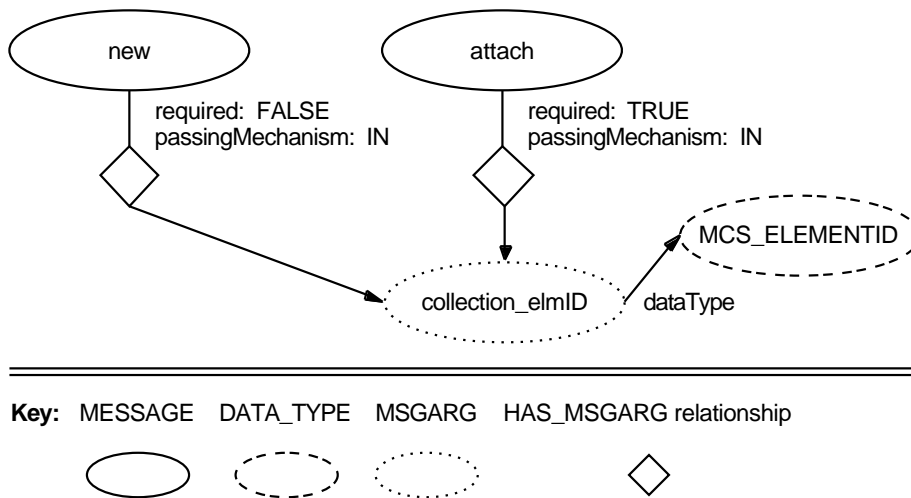 new
attach
required: FALSE
passingMechanism: IN
required: TRUE
passingMechanism: IN
MCS_ELEMENTID
collection_elmID
dataType
Key: MESSAGE DATA_TYPE MSGARG HAS_MSGARG relationship